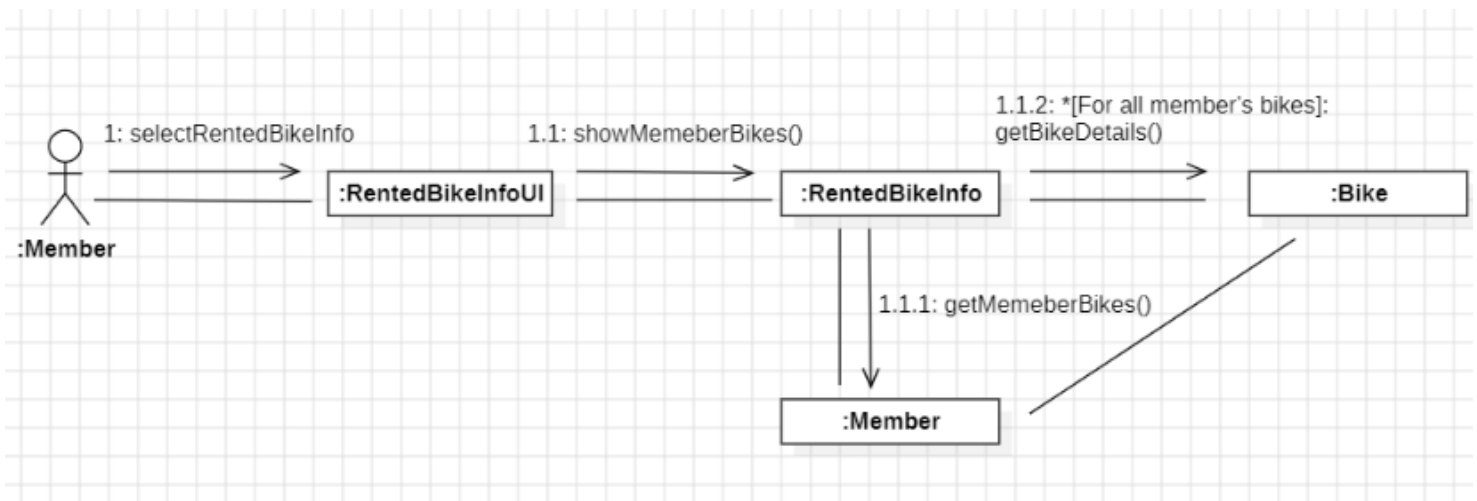 1.1.2: *[For all member's bikes]:
getBikeDetails()
1: selectRentedBikeInfo
1.1: showMemeberBikes()
:RentedBikeInfoUI
:RentedBikeInfo
:Bike
:Member
1.1.1: getMemeberBikes()
:Member